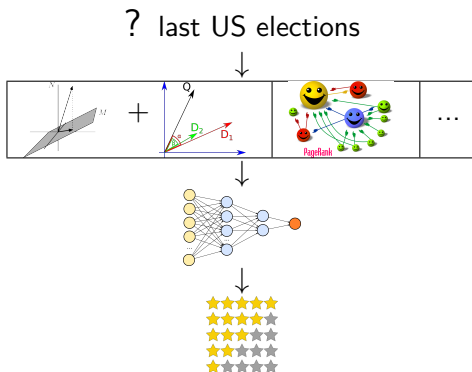 ? last US elections
N
M
+
Q
D2
D1
α
PageRank
...
...
...